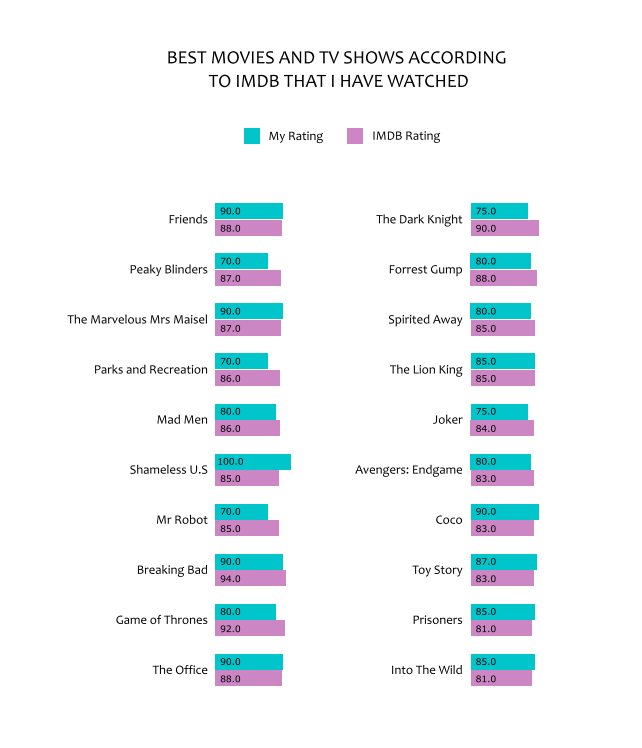 BEST MOVIES AND TV SHOWS ACCORDING
TO IMDB THAT I HAVE WATCHED
My Rating
IMDB Rating
Friends
90.0
88.0
Peaky Blinders
70.0
87.0
The Marvelous Mrs Maisel
90.0
87.0
Parks and Recreation
70.0
86.0
Mad Men
80.0
86.0
Shameless U.S
100.0
85.0
Mr Robot
70.0
85.0
Breaking Bad
90.0
94.0
Game of Thrones
80.0
92.0
The Office
90.0
88.0
The Dark Knight
75.0
90.0
Forrest Gump
80.0
88.0
Spirited Away
80.0
85.0
The Lion King
85.0
85.0
Joker
75.0
84.0
Avengers: Endgame
80.0
83.0
Coco
90.0
83.0
Toy Story
87.0
83.0
Prisoners
85.0
81.0
Into The Wild
85.0
81.0